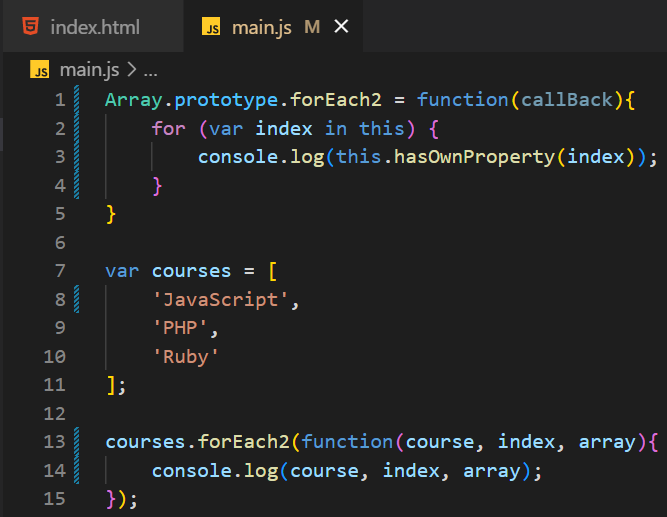 index.html main.js M
JS main.js > ...
1 Array.prototype.forEach2 = function(callBack){
2 for (var index in this) {
3 console.log(this.hasOwnProperty(index));
4 }
5 }
6
7 var courses = [
8 'JavaScript',
9 'PHP',
10 'Ruby'
11 ];
12
13 courses.forEach2(function(course, index, array){
14 console.log(course, index, array);
15 });